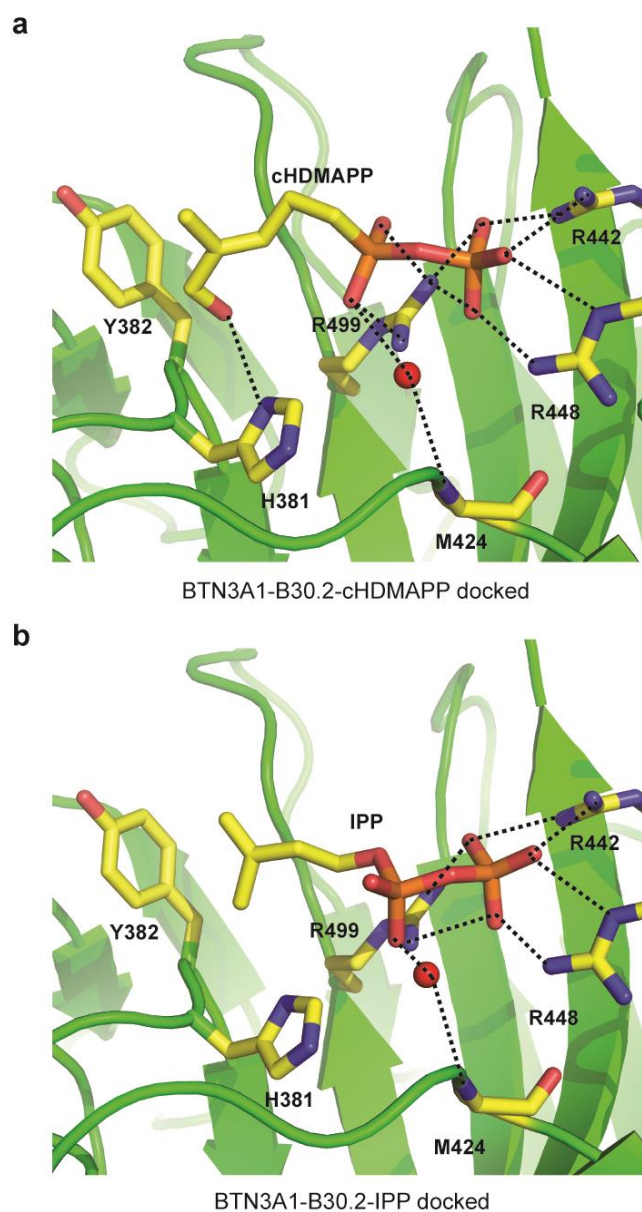 a
cHDMAPP
R442
Y382
R499
R448
H381
M424
BTN3A1-B30.2-cHDMAPP docked
b
IPP
R442
Y382
R499
R448
H381
M424
BTN3A1-B30.2-IPP docked